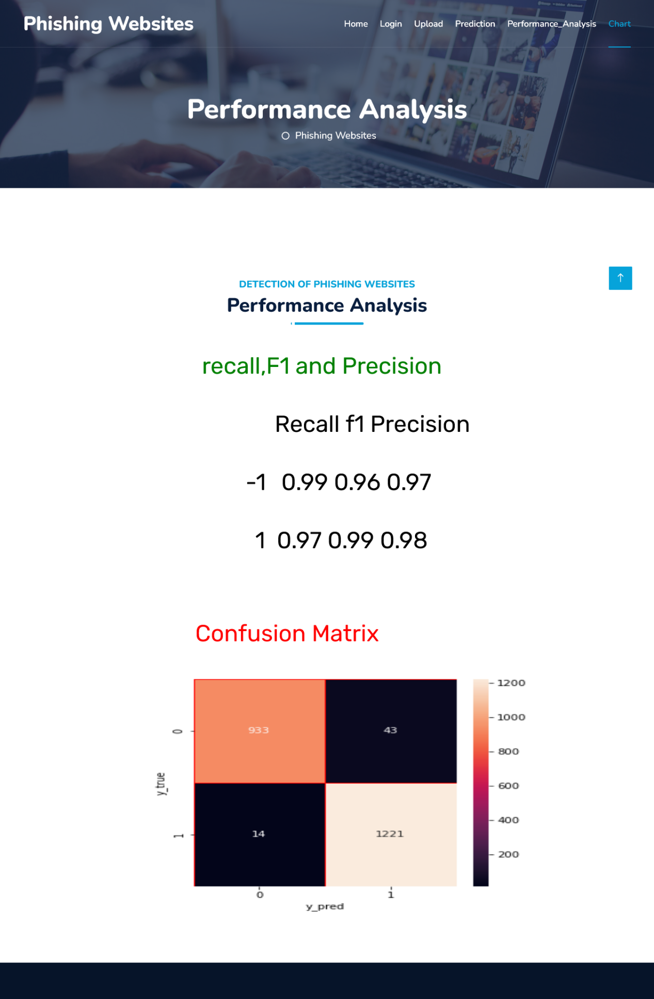 Phishing Websites
Home Login Upload Prediction Performance_Analysis Chart
Performance Analysis
Phishing Websites
DETECTION OF PHISHING WEBSITES
Performance Analysis
recall,F1 and Precision
Recall f1 Precision
-1 0.99 0.96 0.97
1 0.97 0.99 0.98
Confusion Matrix
1200
1000
800
600
400
200
933 43
14 1221
0
1
y_true
0 1
y_pred